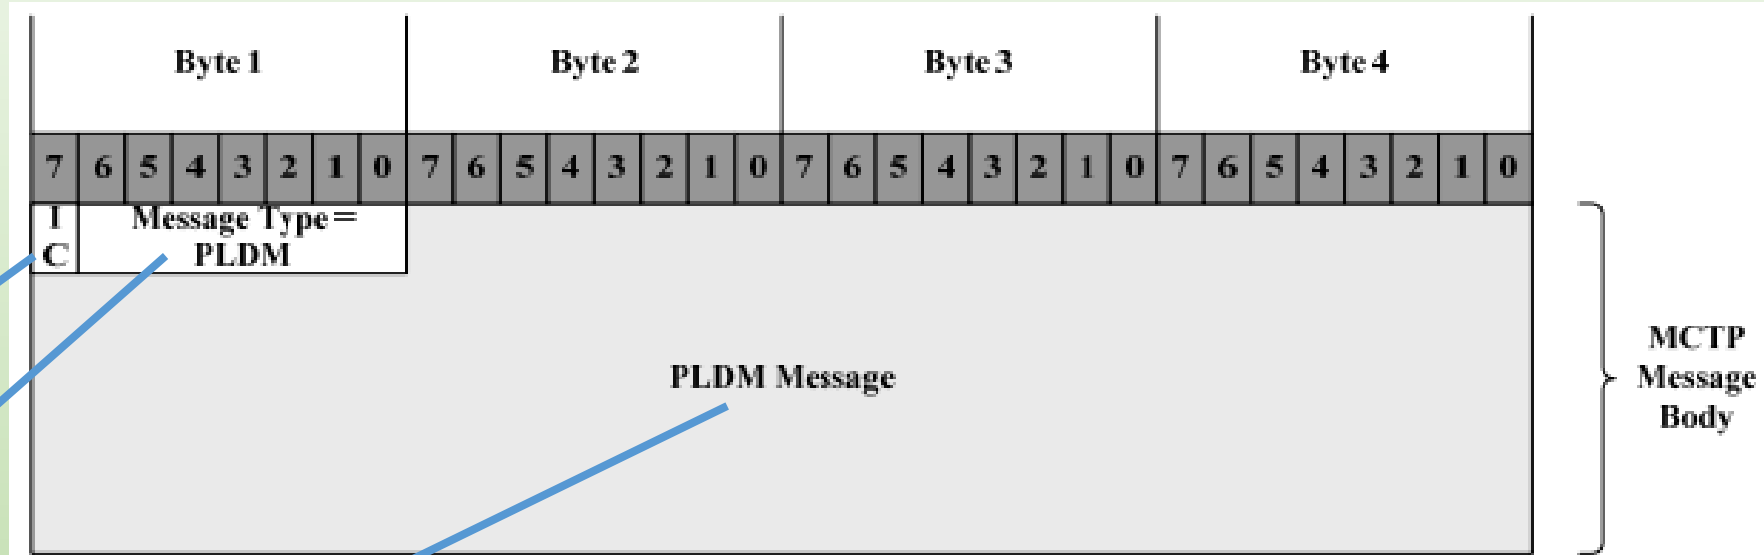 Byte 1 Byte 2 Byte 3 Byte 4
7 6 5 4 3 2 1 0 7 6 5 4 3 2 1 0 7 6 5 4 3 2 1 0 7 6 5 4 3 2 1 0
I
C
Message Type =
PLDM
PLDM Message
MCTP
Message
Body